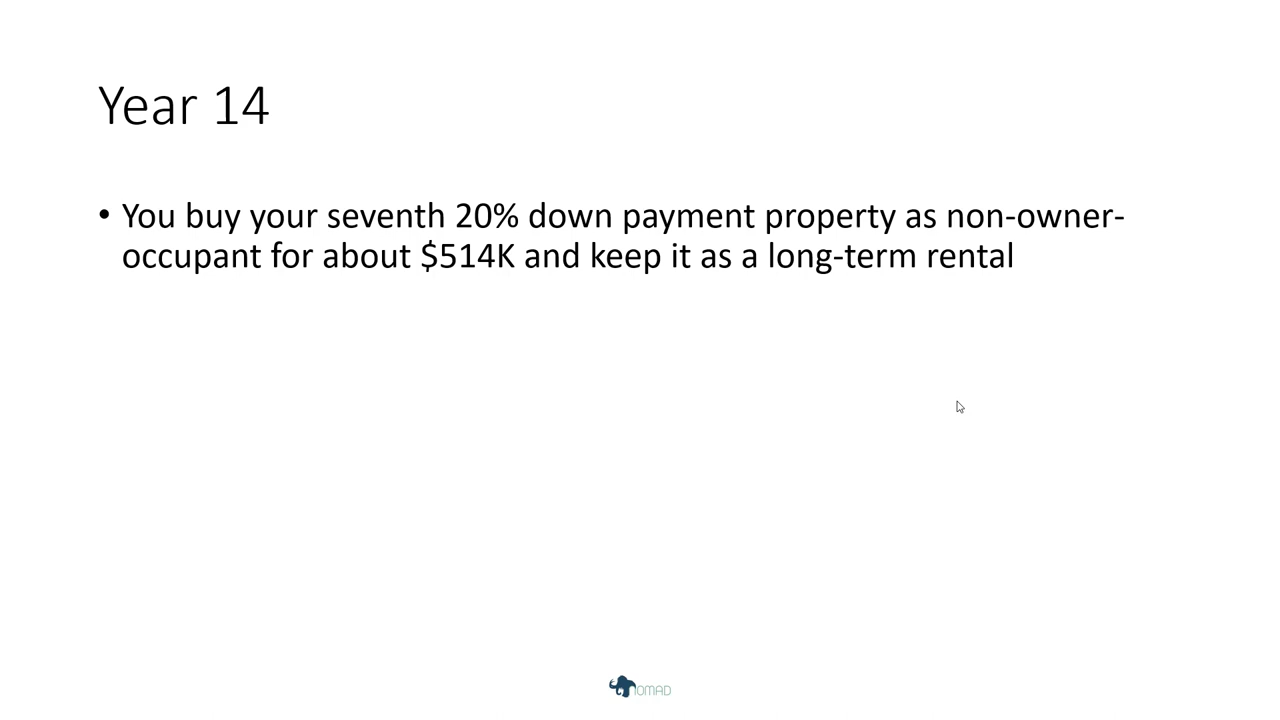 Year 14
• You buy your seventh 20% down payment property as non-owner-
occupant for about $514K and keep it as a long-term rental
NOMAD